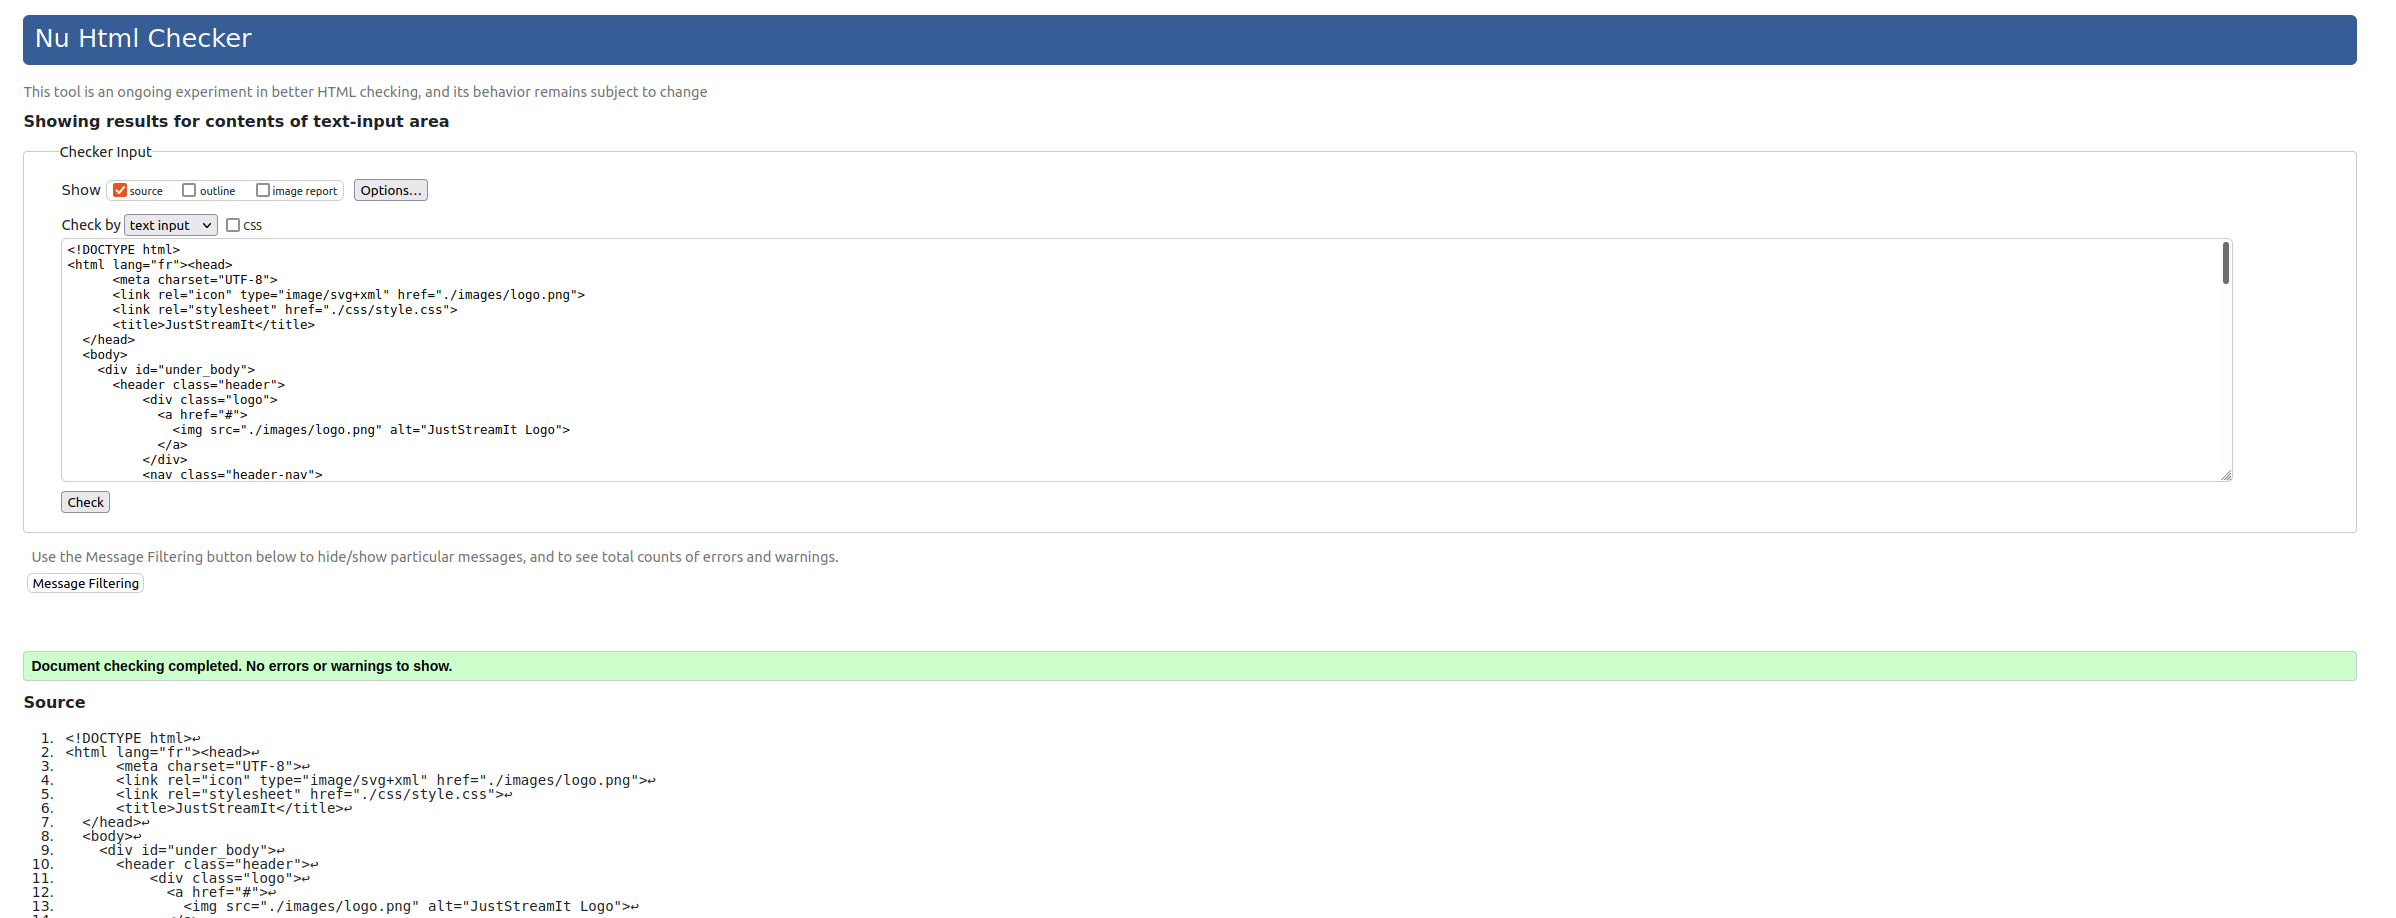 Nu Html Checker
This tool is an ongoing experiment in better HTML checking, and its behavior remains subject to change
Showing results for contents of text-input area
Checker Input
Show source outline image report Options...
Check by text input CSS
<!DOCTYPE html>
<html lang="fr"><head>
<meta charset="UTF-8">
<link rel="icon" type="image/svg+xml" href="./images/logo.png">
<link rel="stylesheet" href="./css/style.css">
<title>JustStreamIt</title>
</head>
<body>
<div id="under_body">
<header class="header">
<div class="logo">
<a href="#">
<img src="./images/logo.png" alt="JustStreamIt Logo">
</a>
</div>
<nav class="header-nav">
Check
Use the Message Filtering button below to hide/show particular messages, and to see total counts of errors and warnings.
Message Filtering
Document checking completed. No errors or warnings to show.
Source
1. <!DOCTYPE html>↩
2. <html lang="fr"><head>↩
3. <meta charset="UTF-8">↩
4. <link rel="icon" type="image/svg+xml" href="./images/logo.png">↩
5. <link rel="stylesheet" href="./css/style.css">↩
6. <title>JustStreamIt</title>↩
7. </head>↩
8. <body>↩
9. <div id="under_body">↩
10. <header class="header">↩
11. <div class="logo">↩
12. <a href="#">↩
13. <img src="./images/logo.png" alt="JustStreamIt Logo">↩